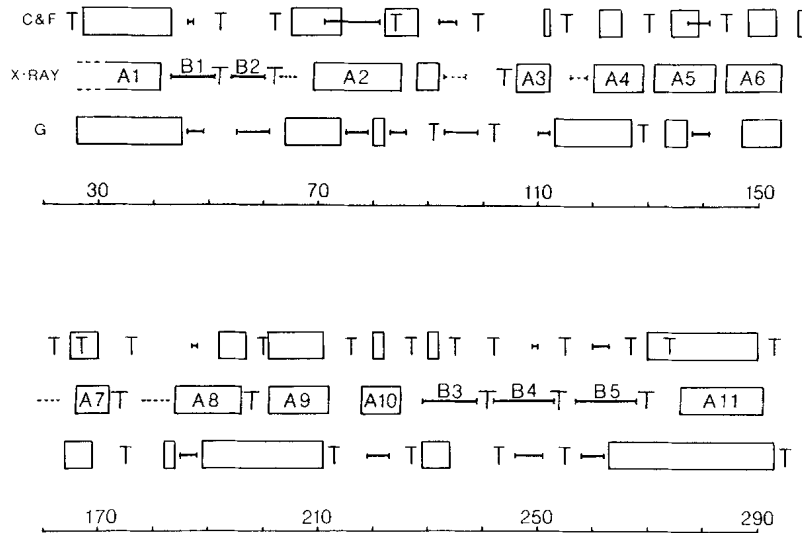 C&F T T T T T T T T
X·RAY A1 B1 T B2 T A2 T A3 A4 A5 A6
G T T T
30 70 110 150
T T T T T T T T T T T T T
A7 T A8 T A9 A10 B3 T B4 T B5 T A11
T T T T T T
170 210 250 290